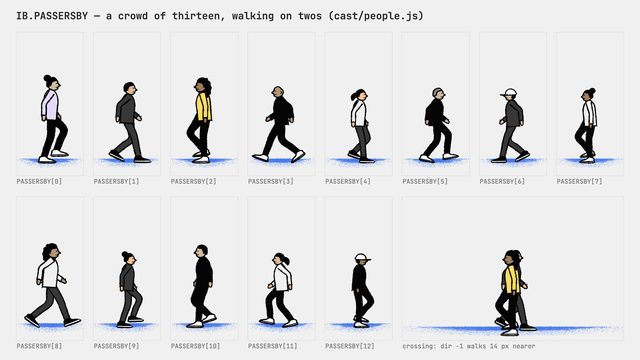 IB.PASSERSBY — a crowd of thirteen, walking on twos (cast/people.js)
PASSERSBY[0]
PASSERSBY[1]
PASSERSBY[2]
PASSERSBY[3]
PASSERSBY[4]
PASSERSBY[5]
PASSERSBY[6]
PASSERSBY[7]
PASSERSBY[8]
PASSERSBY[9]
PASSERSBY[10]
PASSERSBY[11]
PASSERSBY[12]
crossing: dir -1 walks 14 px nearer